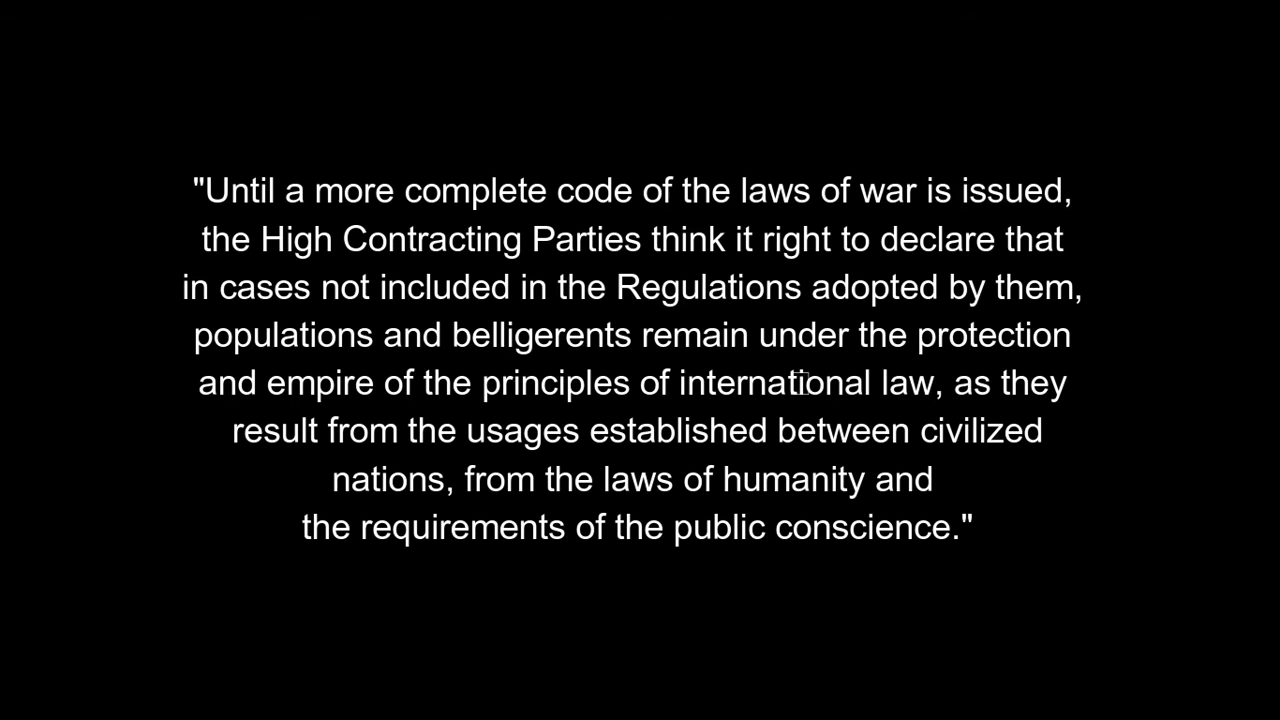 "Until a more complete code of the laws of war is issued,
the High Contracting Parties think it right to declare that
in cases not included in the Regulations adopted by them,
populations and belligerents remain under the protection
and empire of the principles of international law, as they
result from the usages established between civilized
nations, from the laws of humanity and
the requirements of the public conscience."